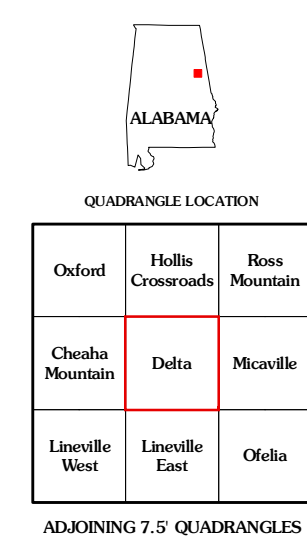 ALABAMA
QUADRANGLE LOCATION
Oxford
Hollis
Crossroads
Ross
Mountain
Cheaha
Mountain
Delta
Micaville
Lineville
West
Lineville
East
Ofelia
ADJOINING 7.5' QUADRANGLES